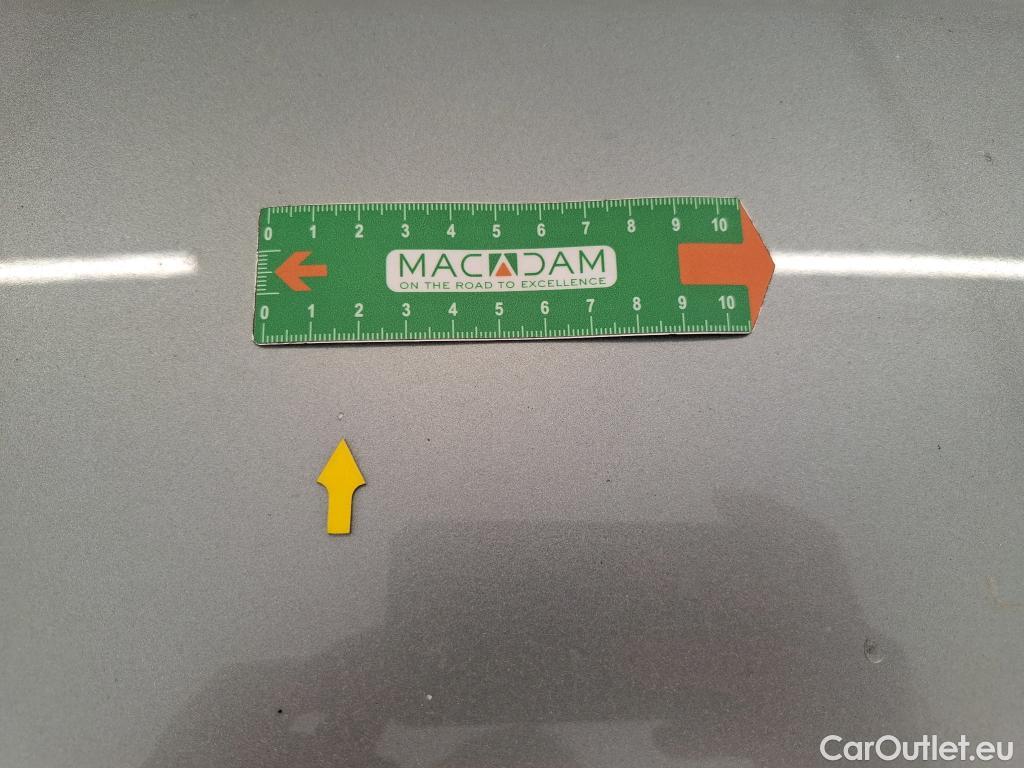 0 1 2 3 4 5 6 7 8 9 10
MACADAM
ON THE ROAD TO EXCELLENCE
0 1 2 3 4 5 6 7 8 9 10
CarOutlet.eu